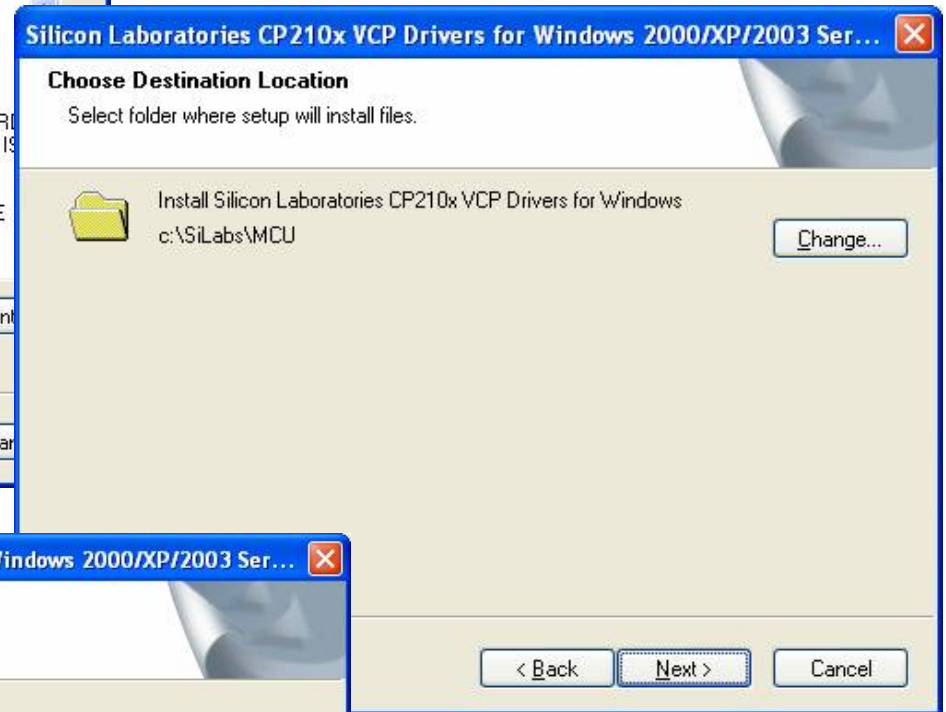 Silicon Laboratories CP210x VCP Drivers for Windows 2000/XP/2003 Ser...
Choose Destination Location
Select folder where setup will install files.
Install Silicon Laboratories CP210x VCP Drivers for Windows
c:\SiLabs\MCU
Change...
Windows 2000/XP/2003 Ser...
< Back
Next >
Cancel